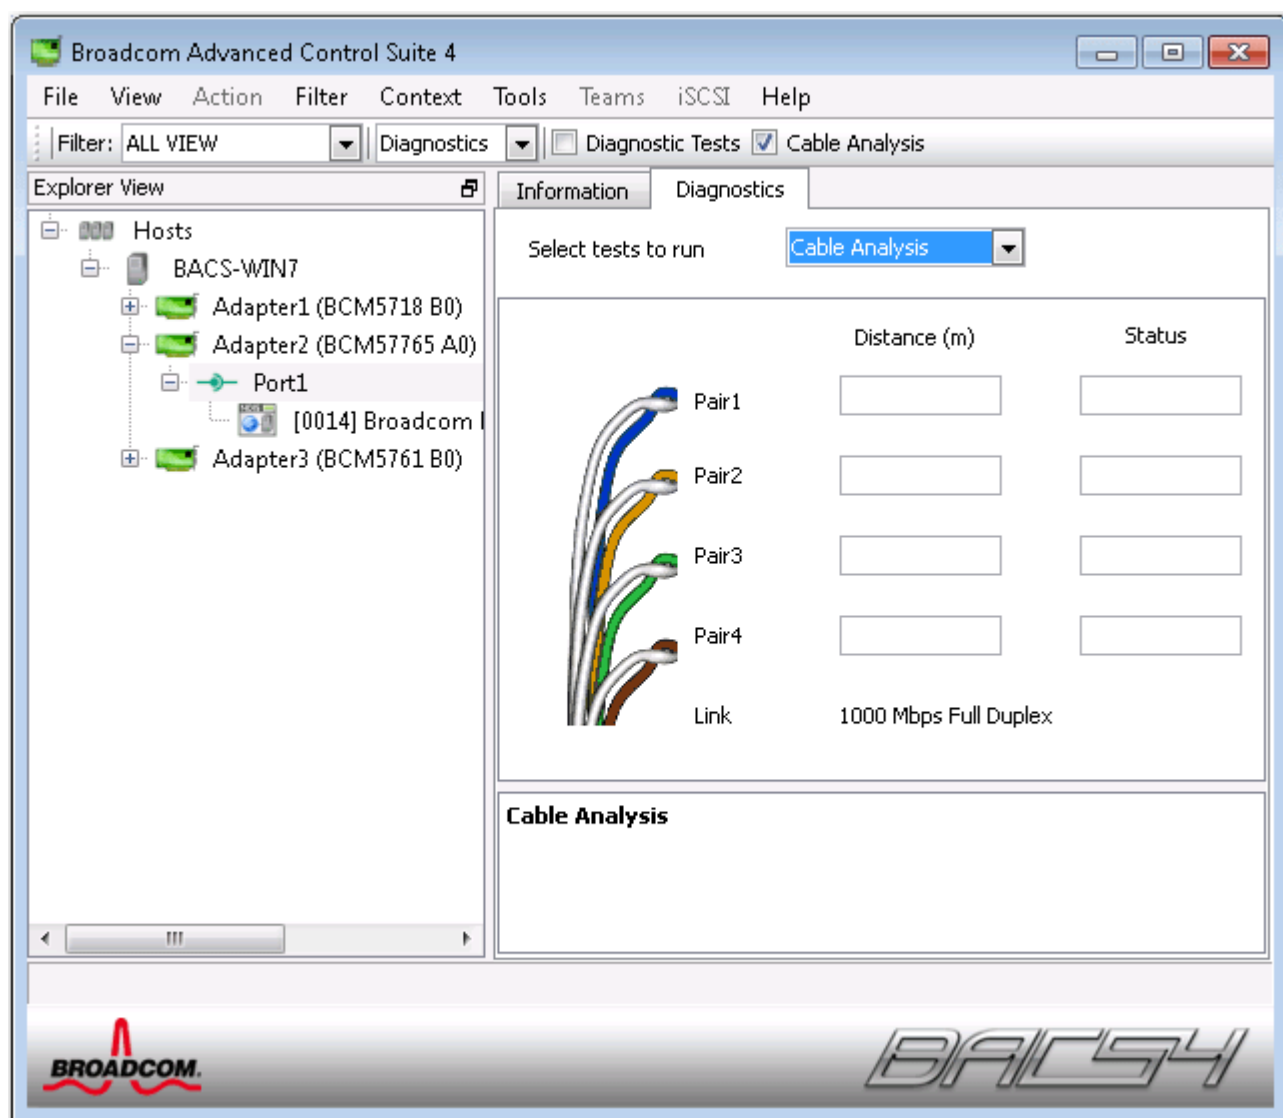 Broadcom Advanced Control Suite 4
File View Action Filter Context Tools Teams iSCSI Help
Filter: ALL VIEW Diagnostics Diagnostic Tests Cable Analysis
Explorer View
Hosts
BACS-WIN7
Adapter1 (BCM5718 B0)
Adapter2 (BCM57765 A0)
Port1
[0014] Broadcom
Adapter3 (BCM5761 B0)
Information Diagnostics
Select tests to run Cable Analysis
Distance (m) Status
Pair1
Pair2
Pair3
Pair4
Link 1000 Mbps Full Duplex
Cable Analysis
BROADCOM.
BACS4